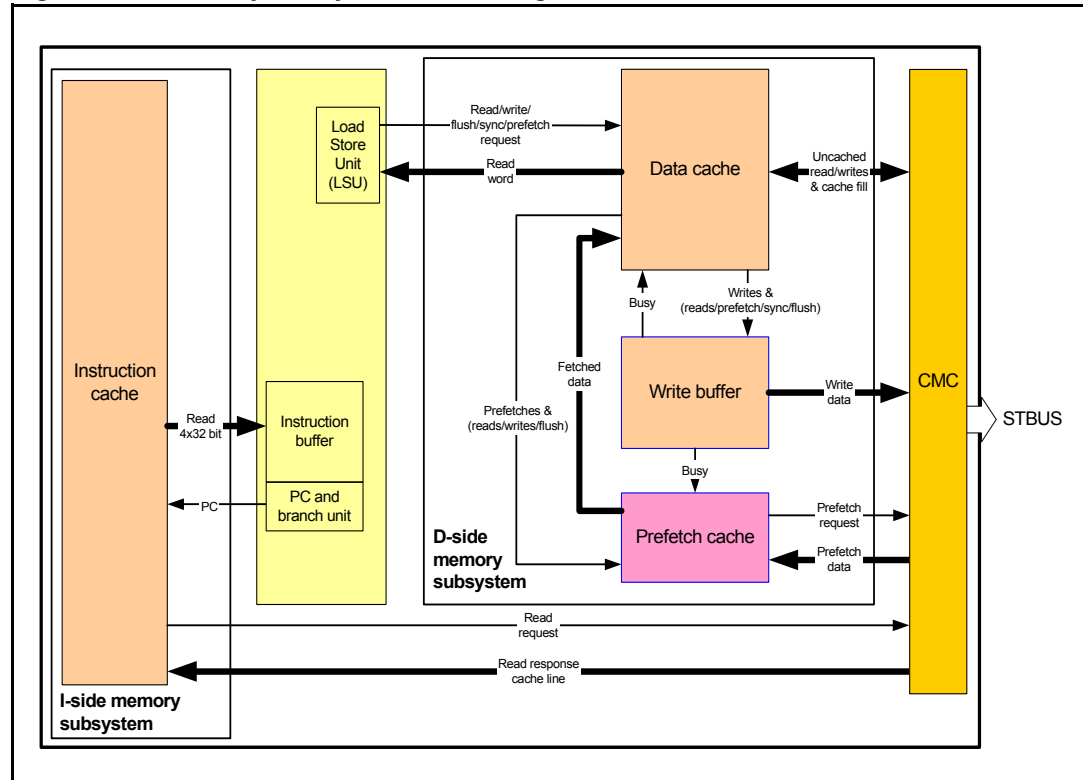 Instruction
cache
I-side memory
subsystem
Read
4x32 bit
PC
Load
Store
Unit
(LSU)
Instruction
buffer
PC and
branch unit
Read/write/
flush/sync/prefetch
request
Read
word
Data cache
Uncached
read/writes
& cache fill
Busy
Writes &
(reads/prefetch/sync/flush)
Fetched
data
Prefetches &
(reads/writes/flush)
Write buffer
Write
data
Busy
Prefetch cache
Prefetch
request
Prefetch
data
D-side
memory
subsystem
Read
request
Read response
cache line
CMC
STBUS